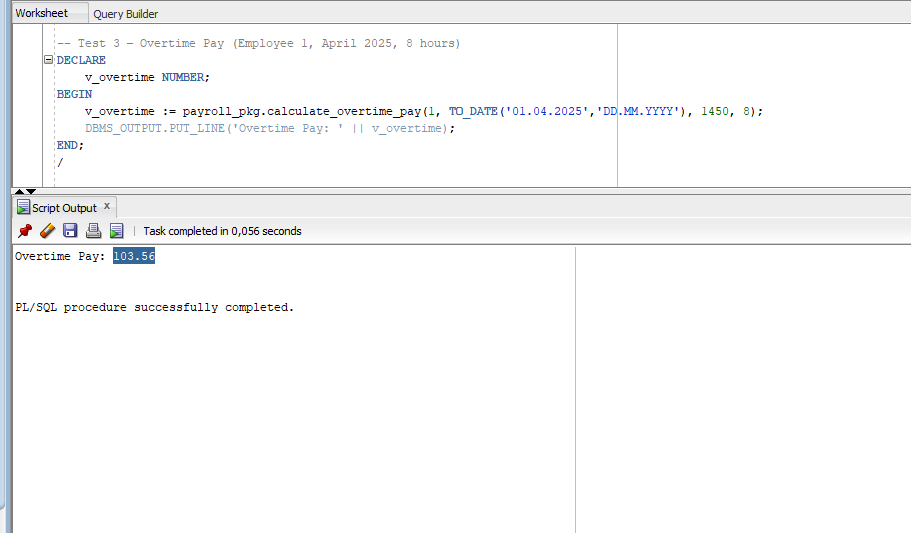 Worksheet Query Builder
-- Test 3 - Overtime Pay (Employee 1, April 2025, 8 hours)
DECLARE
v_overtime NUMBER;
BEGIN
v_overtime := payroll_pkg.calculate_overtime_pay(1, TO_DATE('01.04.2025','DD.MM.YYYY'), 1450, 8);
DBMS_OUTPUT.PUT_LINE('Overtime Pay: ' || v_overtime);
END;
/
Script Output x
Task completed in 0,056 seconds
Overtime Pay: 103.56
PL/SQL procedure successfully completed.